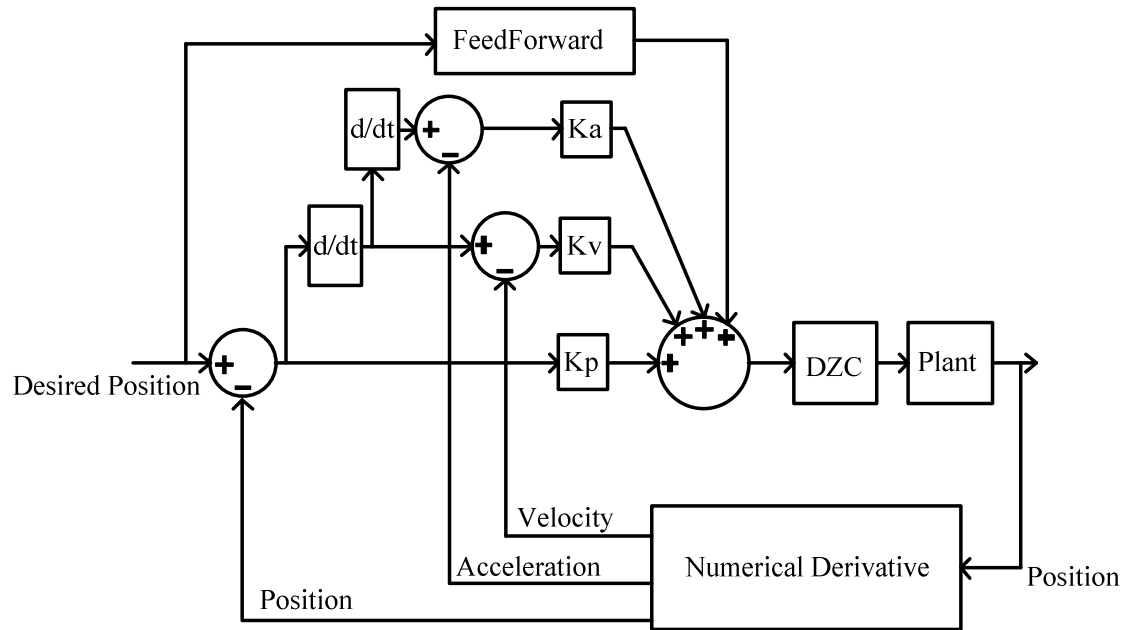 FeedForward
d/dt
+
−
Ka
d/dt
+
−
Kv
+
−
Desired Position
Kp
+
+
+
+
DZC
Plant
Velocity
Acceleration
Position
Numerical Derivative
Position